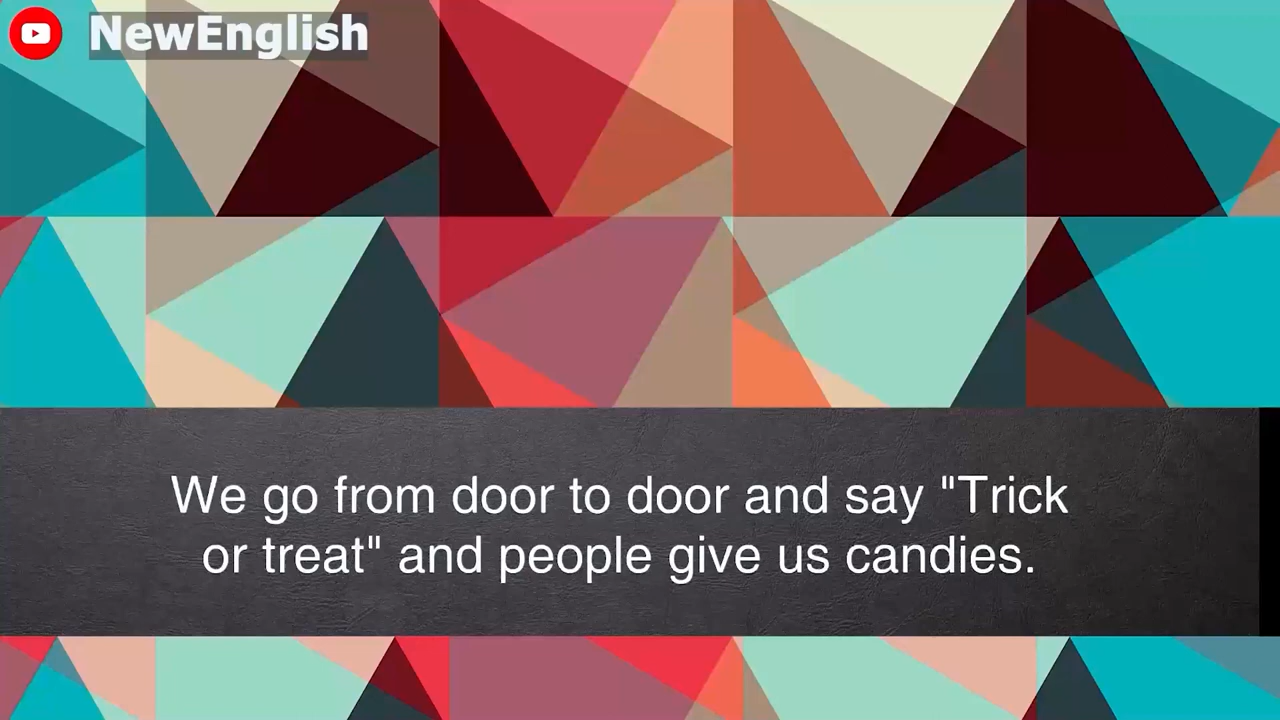 NewEnglish
We go from door to door and say "Trick
or treat" and people give us candies.